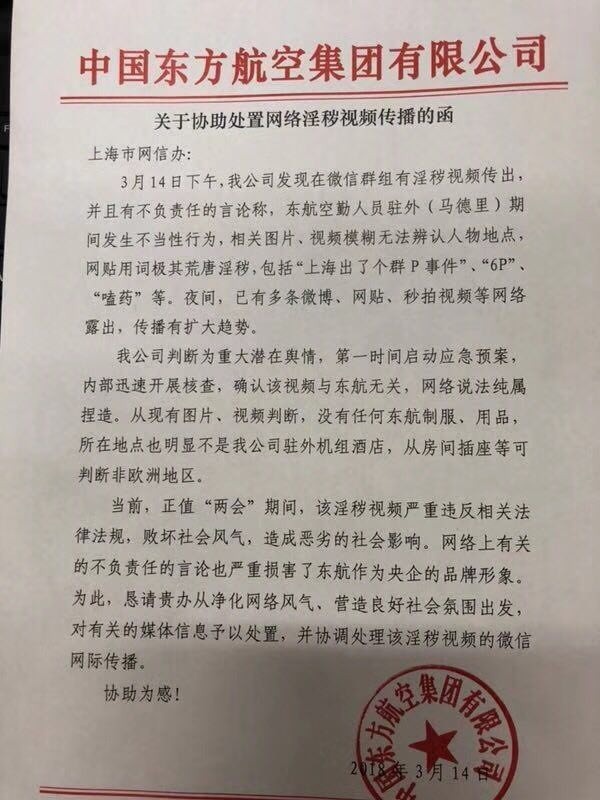 中国东方航空集团有限公司
关于协助处置网络淫秽视频传播的函
上海市网信办：
3月14日下午，我公司发现在微信群组有淫秽视频传出，
并且有不负责任的言论称，东航空勤人员驻外（马德里）期
间发生不当性行为，相关图片、视频模糊无法辨认人物地点，
网贴用词极其荒唐淫秽，包括“上海出了个群P事件”、“6P”、
“嗑药”等。夜间，已有多条微博、网贴、秒拍视频等网络
露出，传播有扩大趋势。
我公司判断为重大潜在舆情，第一时间启动应急预案，
内部迅速开展核查，确认该视频与东航无关，网络说法纯属
捏造。从现有图片、视频判断，没有任何东航制服、用品，
所在地点也明显不是我公司驻外机组酒店，从房间插座等可
判断非欧洲地区。
当前，正值“两会”期间，该淫秽视频严重违反相关法
律法规，败坏社会风气，造成恶劣的社会影响。网络上有关
的不负责任的言论也严重损害了东航作为央企的品牌形象。
为此，恳请贵办从净化网络风气、营造良好社会氛围出发，
对有关的媒体信息予以处置，并协调处理该淫秽视频的微信
网际传播。
协助为感！
中国东方航空集团有限公司
2018年3月14日